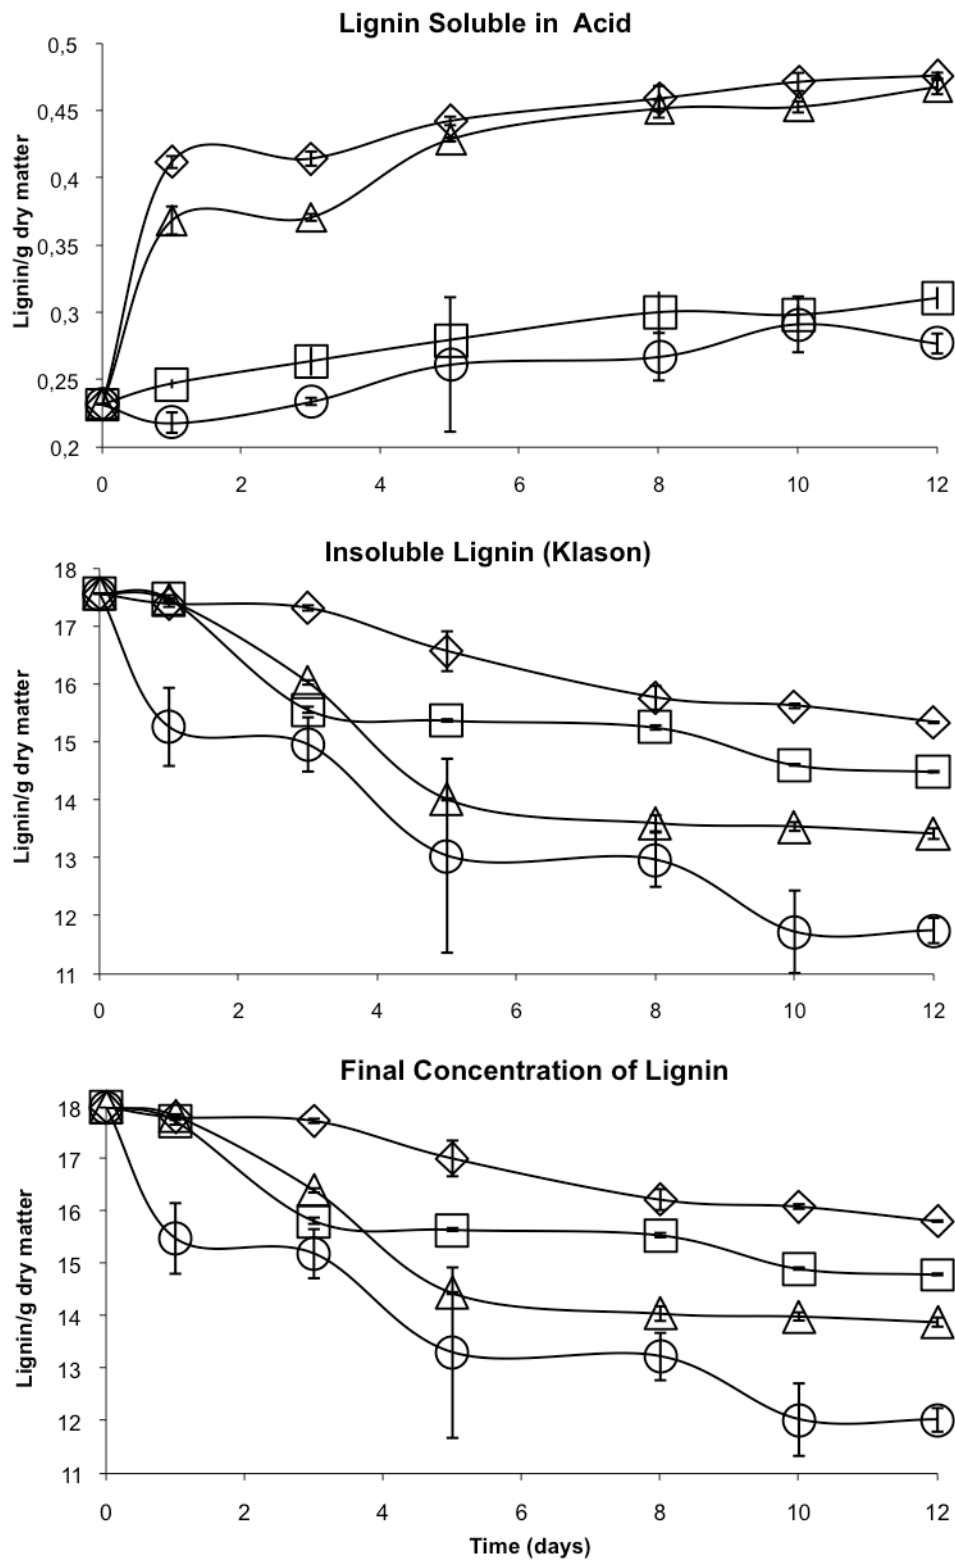 Lignin Soluble in Acid
Lignin/g dry matter
0,5
0,45
0,4
0,35
0,3
0,25
0,2
0 2 4 6 8 10 12
Insoluble Lignin (Klason)
Lignin/g dry matter
18
17
16
15
14
13
12
11
0 2 4 6 8 10 12
Final Concentration of Lignin
Lignin/g dry matter
18
17
16
15
14
13
12
11
0 2 4 6 8 10 12
Time (days)